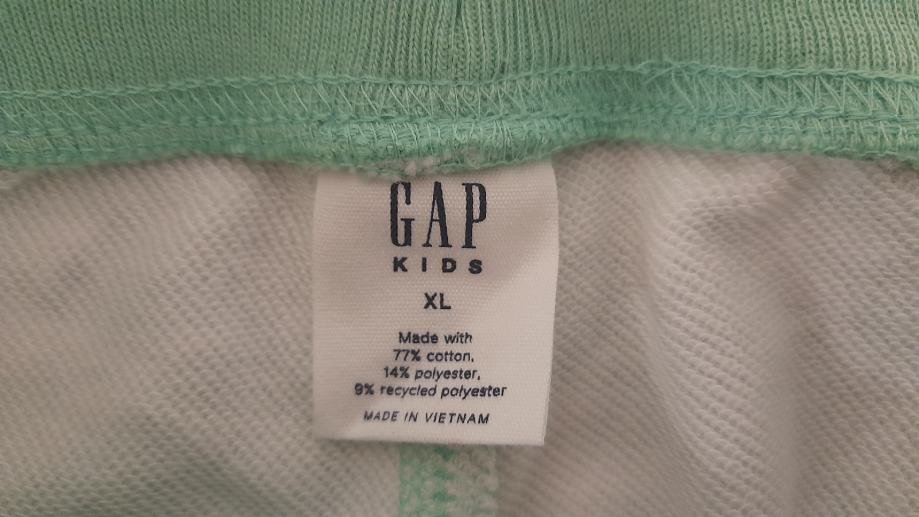 GAP
KIDS
XL
Made with
77% cotton,
14% polyester,
9% recycled polyester
MADE IN VIETNAM